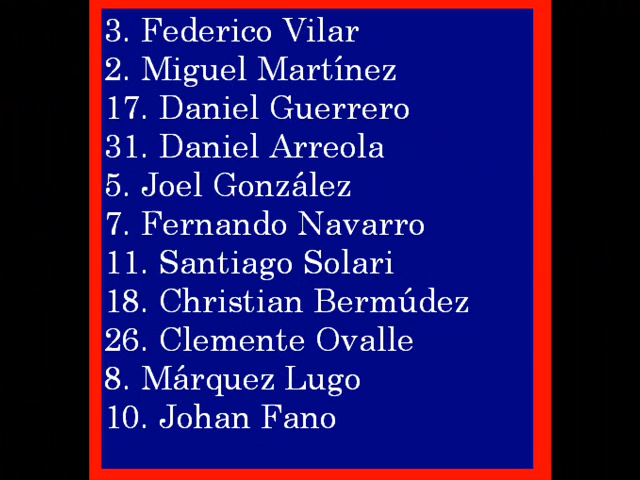 3. Federico Vilar
2. Miguel Martínez
17. Daniel Guerrero
31. Daniel Arreola
5. Joel González
7. Fernando Navarro
11. Santiago Solari
18. Christian Bermúdez
26. Clemente Ovalle
8. Márquez Lugo
10. Johan Fano